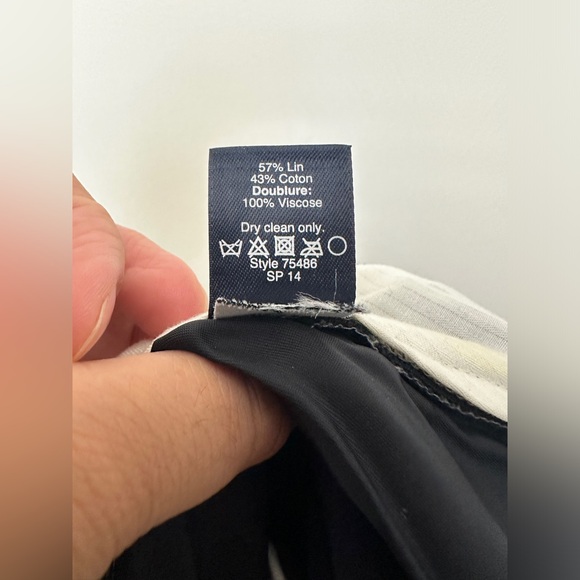 57% Lin
43% Coton
Doublure:
100% Viscose
Dry clean only.
Style 75486
SP 14